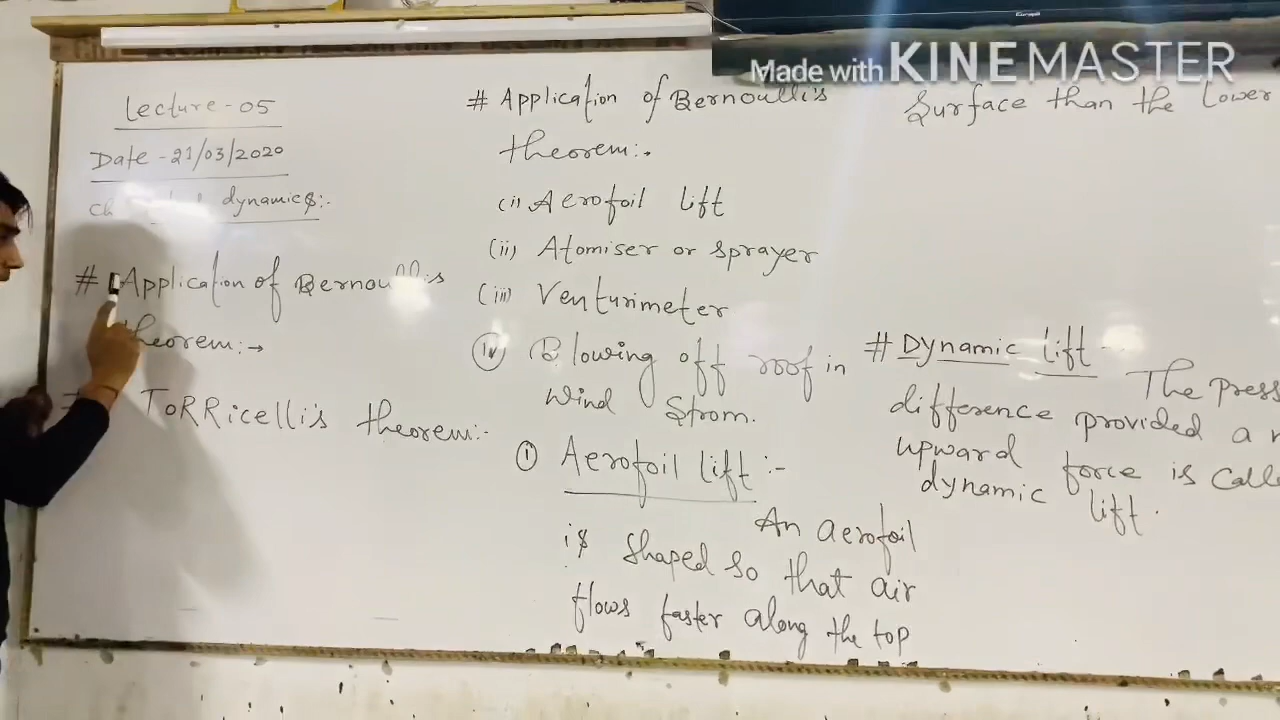 Made with KINEMASTER
Lecture-05
Date -21/03/2020
Ch dynamics:-
# Application of Bernoulli's
theorem:→
ToRRicelli's theorem:-
# Application of Bernoulli's
theorem:-
(i) Aerofoil lift
(ii) Atomiser or sprayer
(iii) Venturimeter
(iv) Blowing off roof in
Wind Strom.
(i) Aerofoil lift :-
An aerofoil
is shaped so that air
flows faster along the top
Surface than the lower
# Dynamic lift -
The press
difference provided a
upward force is calle
dynamic lift.